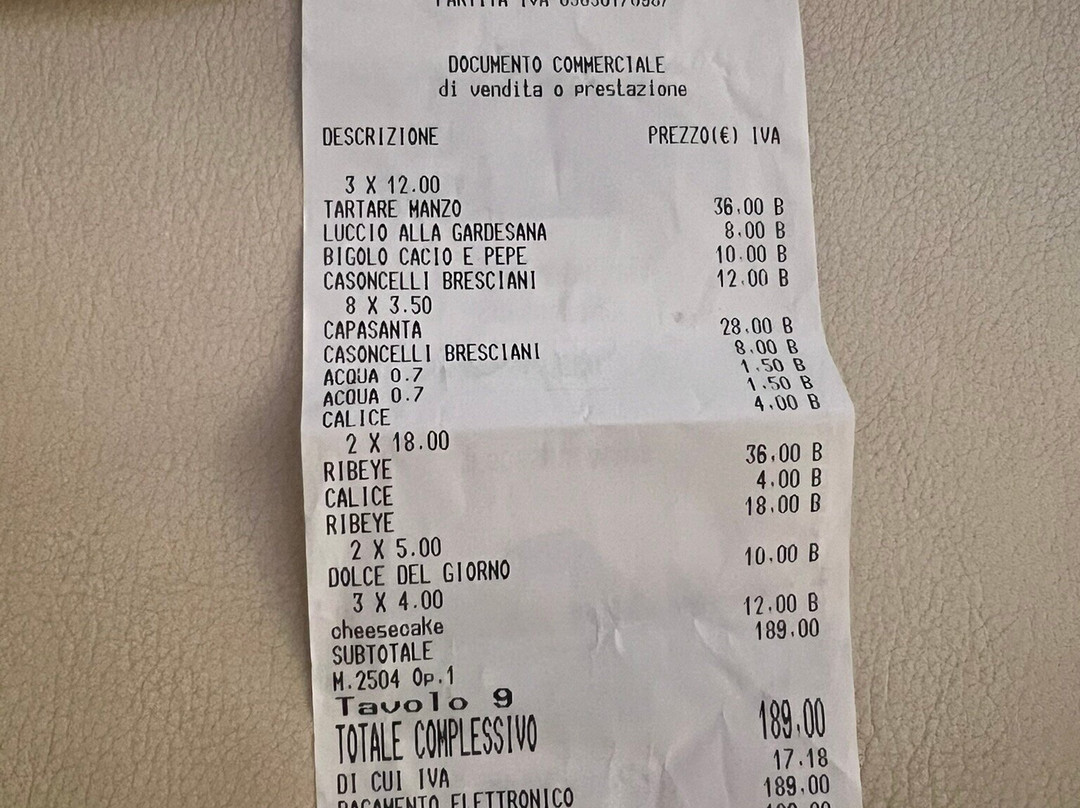 PARTITA IVA
DOCUMENTO COMMERCIALE
di vendita o prestazione
DESCRIZIONE PREZZO(€) IVA
3 X 12.00
TARTARE MANZO 36.00 B
LUCCIO ALLA GARDESANA 8.00 B
BIGOLO CACIO E PEPE 10.00 B
CASONCELLI BRESCIANI 12.00 B
8 X 3.50
CAPASANTA 28.00 B
CASONCELLI BRESCIANI 8.00 B
ACQUA 0.7 1.50 B
ACQUA 0.7 1.50 B
CALICE 4.00 B
2 X 18.00
RIBEYE 36.00 B
CALICE 4.00 B
RIBEYE 18.00 B
2 X 5.00
DOLCE DEL GIORNO 10.00 B
3 X 4.00
cheesecake 12.00 B
SUBTOTALE 189.00
M.2504 Op.1
Tavolo 9
TOTALE COMPLESSIVO 189.00
DI CUI IVA 17.18
PAGAMENTO ELETTRONICO 189.00